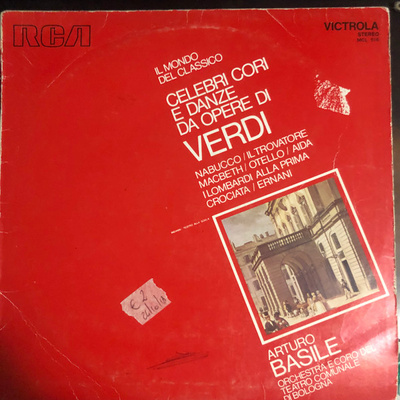 RCA
VICTROLA
STEREO
IL MONDO
DEL CLASSICO
CELEBRI CORI
E DANZE
DA OPERE DI
VERDI
NABUCCO / IL TROVATORE
MACBETH / OTELLO / AIDA
I LOMBARDI ALLA PRIMA
CROCIATA / ERNANI
€2
ARTURO
BASILE
ORCHESTRA E CORO DEL
TEATRO COMUNALE
DI BOLOGNA